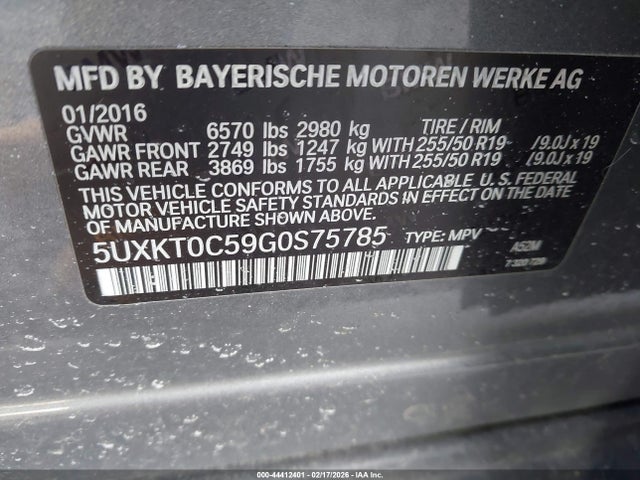 MFD BY BAYERISCHE MOTOREN WERKE AG
01/2016
GVWR 6570 lbs 2980 kg TIRE / RIM
GAWR FRONT 2749 lbs 1247 kg WITH 255/50 R19 /9.0J x 19
GAWR REAR 3869 lbs 1755 kg WITH 255/50 R19 /9.0J x 19
THIS VEHICLE CONFORMS TO ALL APPLICABLE U.S. FEDERAL
MOTOR VEHICLE SAFETY STANDARDS IN EFFECT ON THE DATE
OF MANUFACTURE SHOWN ABOVE.
5UXKT0C59G0S75785 TYPE: MPV A52M
000-44412401 - 02/17/2026 - IAAI.COM